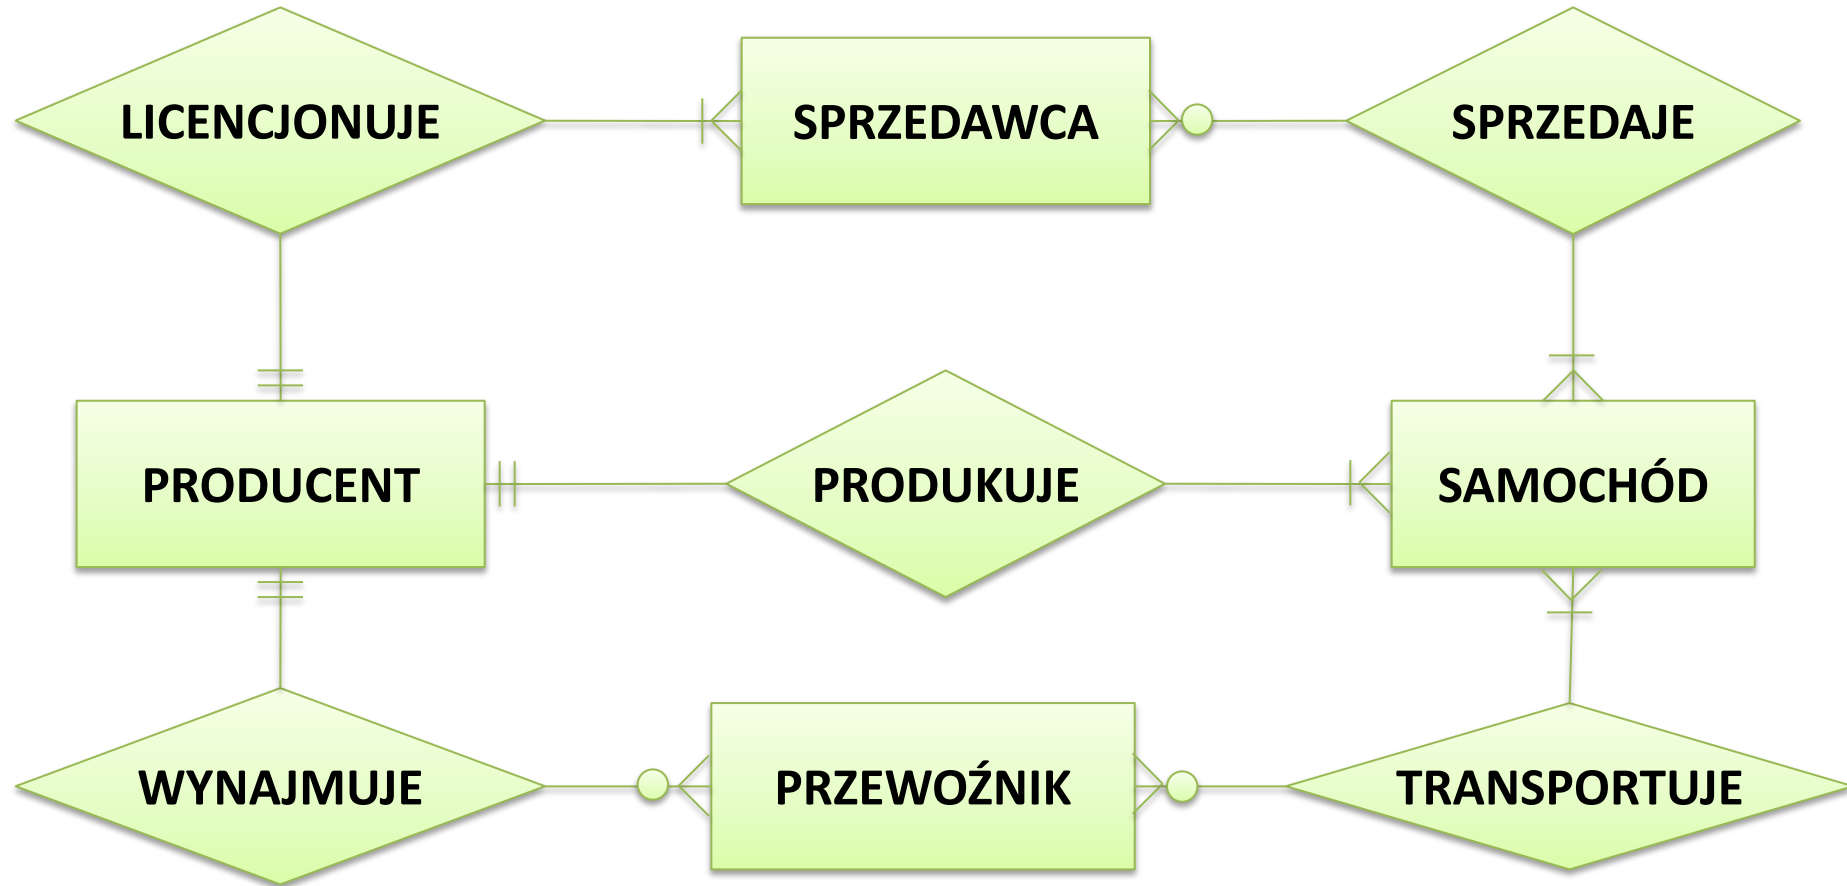 LICENCJONUJE
SPRZEDAWCA
SPRZEDAJE
PRODUCENT
PRODUKUJE
SAMOCHÓD
WYNAJMUJE
PRZEWOŹNIK
TRANSPORTUJE